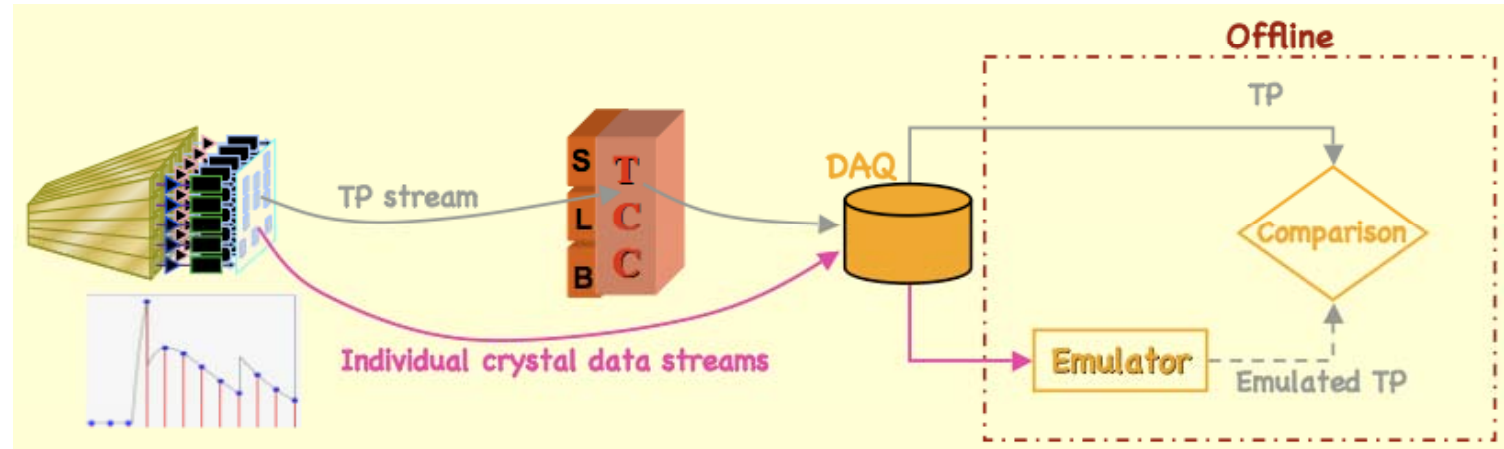 Offline
TP
DAQ
S
L
B
T
C
C
TP stream
Comparison
Individual crystal data streams
Emulator
Emulated TP